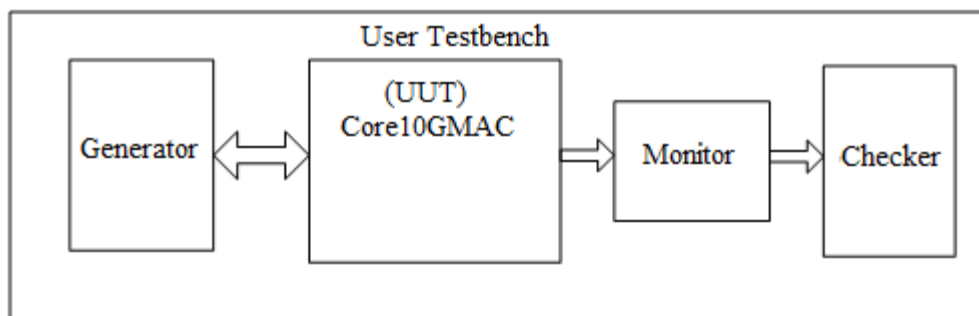 User Testbench
Generator
(UUT)
Core10GMAC
Monitor
Checker